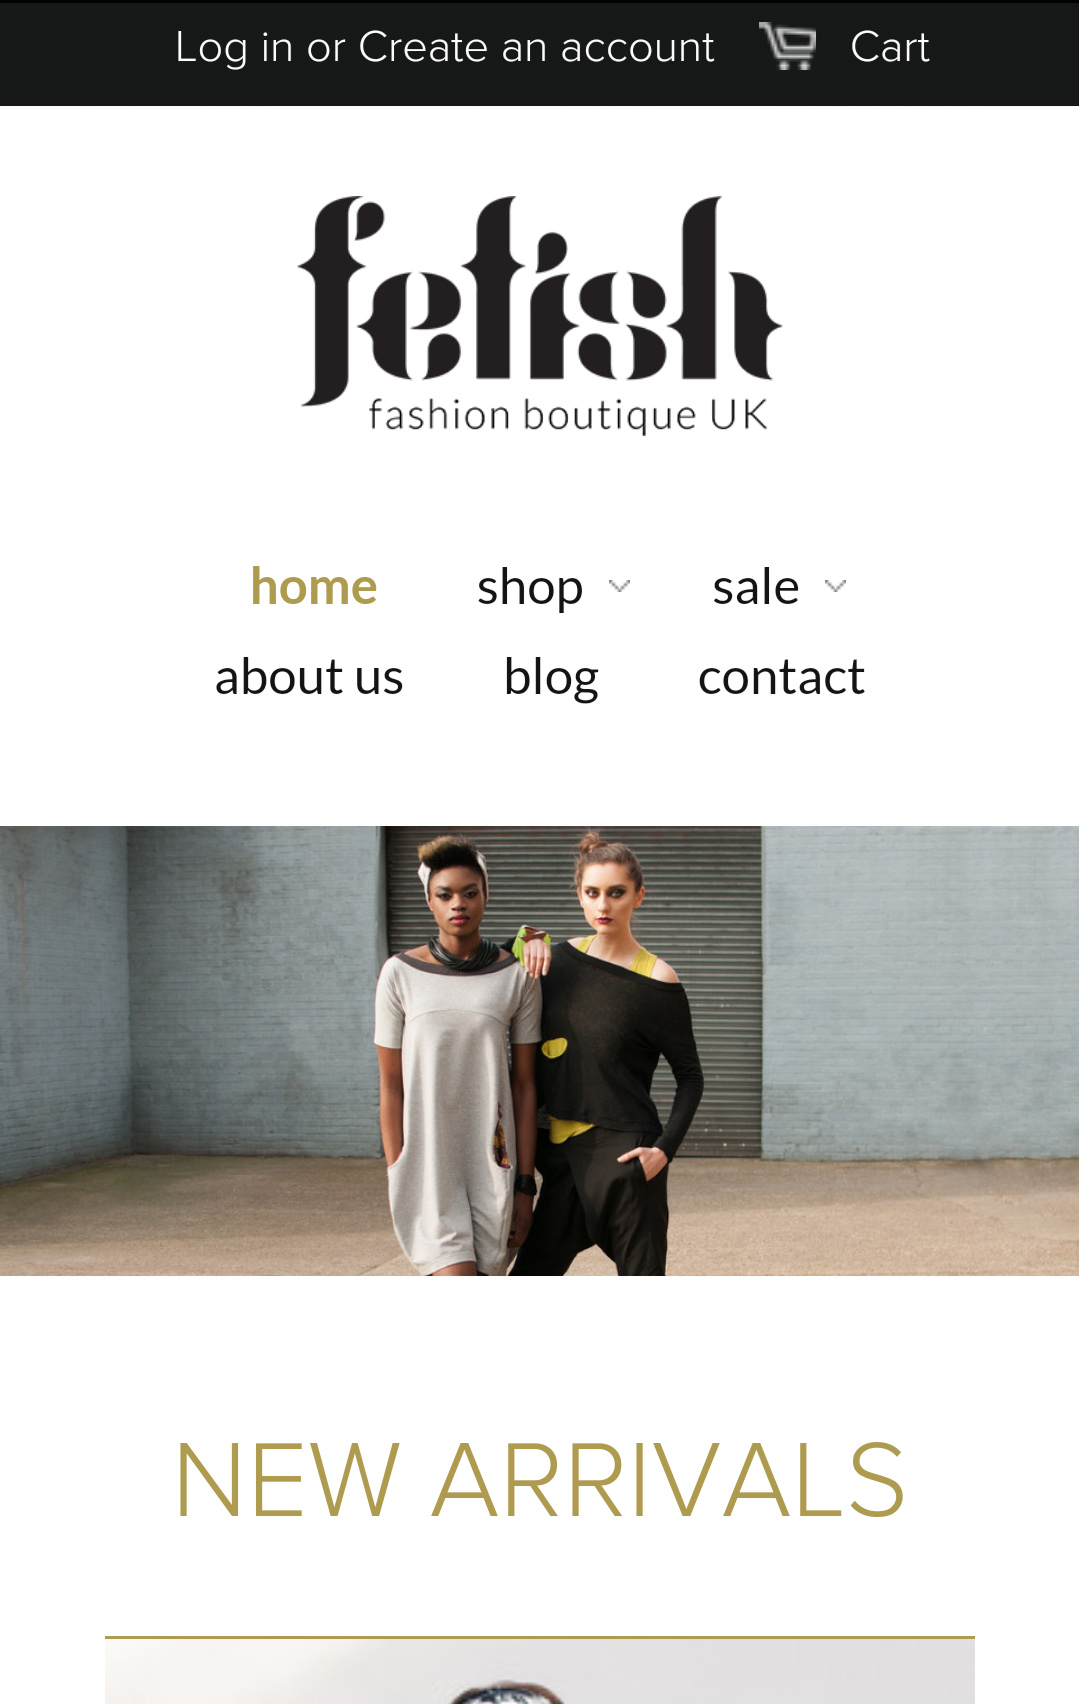 Log in or Create an account Cart
fetish
fashion boutique UK
home shop sale
about us blog contact
NEW ARRIVALS